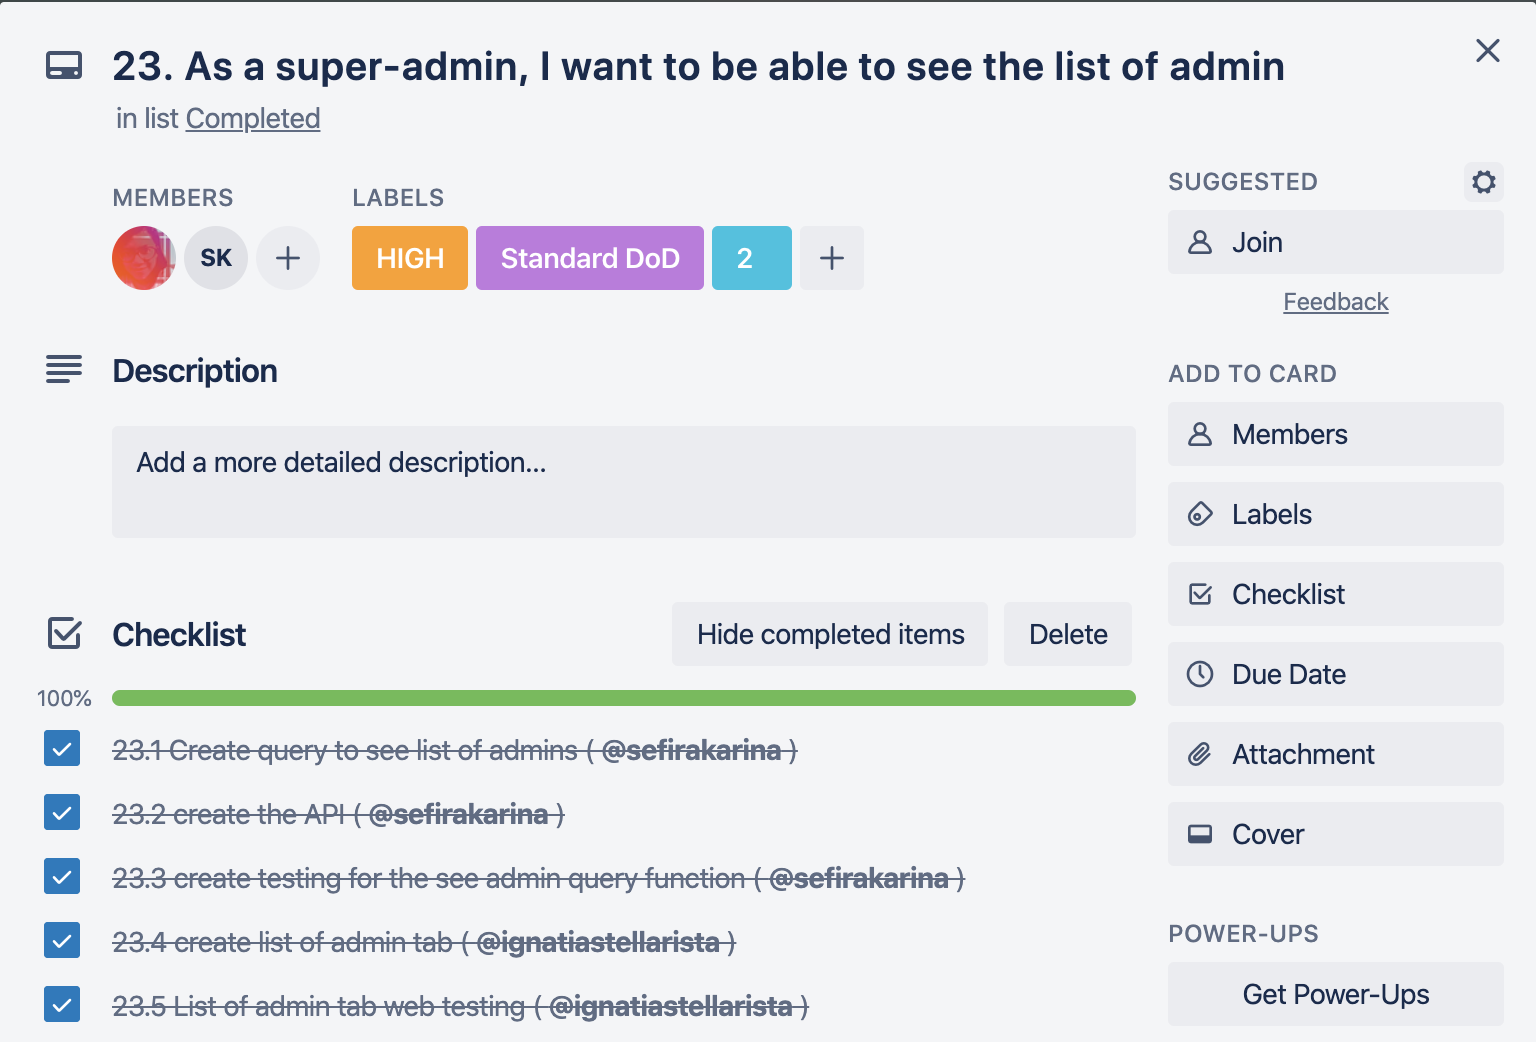 23. As a super-admin, I want to be able to see the list of admin
in list Completed
MEMBERS
SK
LABELS
HIGH
Standard DoD
2
Description
Add a more detailed description...
Checklist
Hide completed items
Delete
100%
23.1 Create query to see list of admins ( @sefirakarina )
23.2 create the API ( @sefirakarina )
23.3 create testing for the see admin query function ( @sefirakarina )
23.4 create list of admin tab ( @ignatiastellarista )
23.5 List of admin tab web testing ( @ignatiastellarista )
SUGGESTED
Join
Feedback
ADD TO CARD
Members
Labels
Checklist
Due Date
Attachment
Cover
POWER-UPS
Get Power-Ups